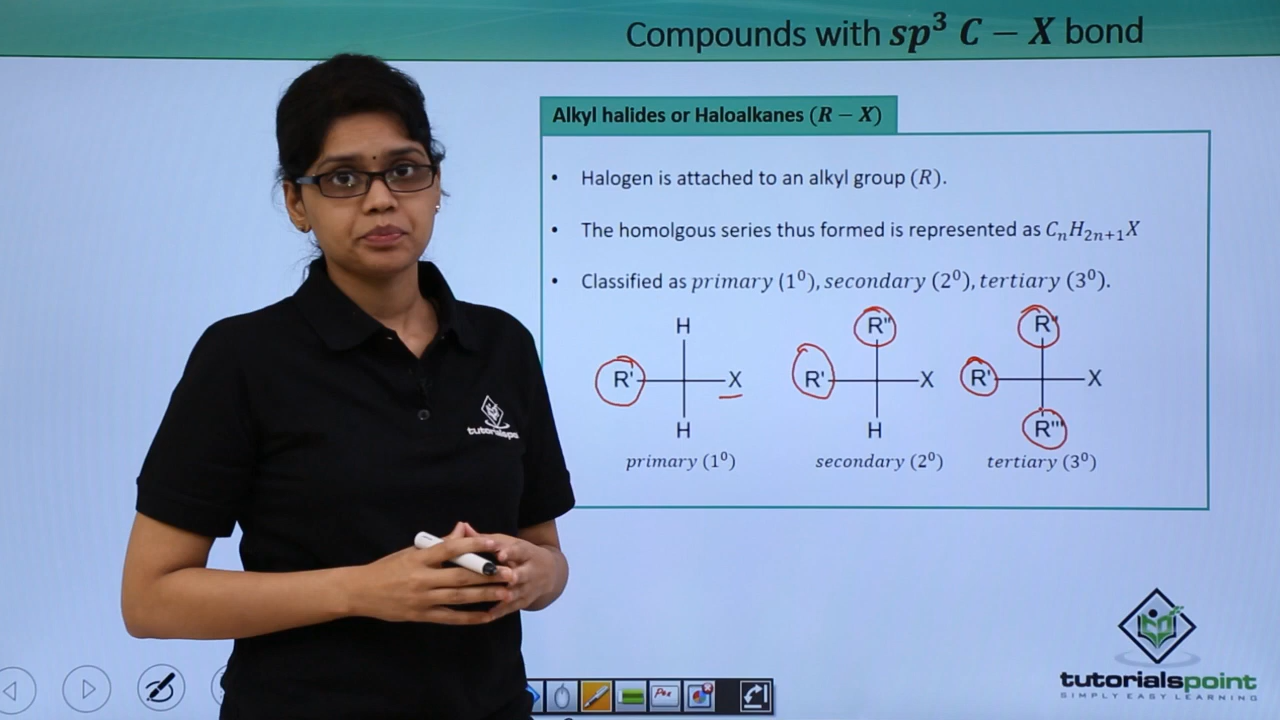 Compounds with sp³ C – X bond
Alkyl halides or Haloalkanes (R – X)
• Halogen is attached to an alkyl group (R).
• The homolgous series thus formed is represented as CₙH₂ₙ₊₁X
• Classified as primary (1⁰), secondary (2⁰), tertiary (3⁰).
H R'' R''
R' X R' X R' X
H H R'''
primary (1⁰) secondary (2⁰) tertiary (3⁰)
tutorialspoint
SIMPLY EASY LEARNING